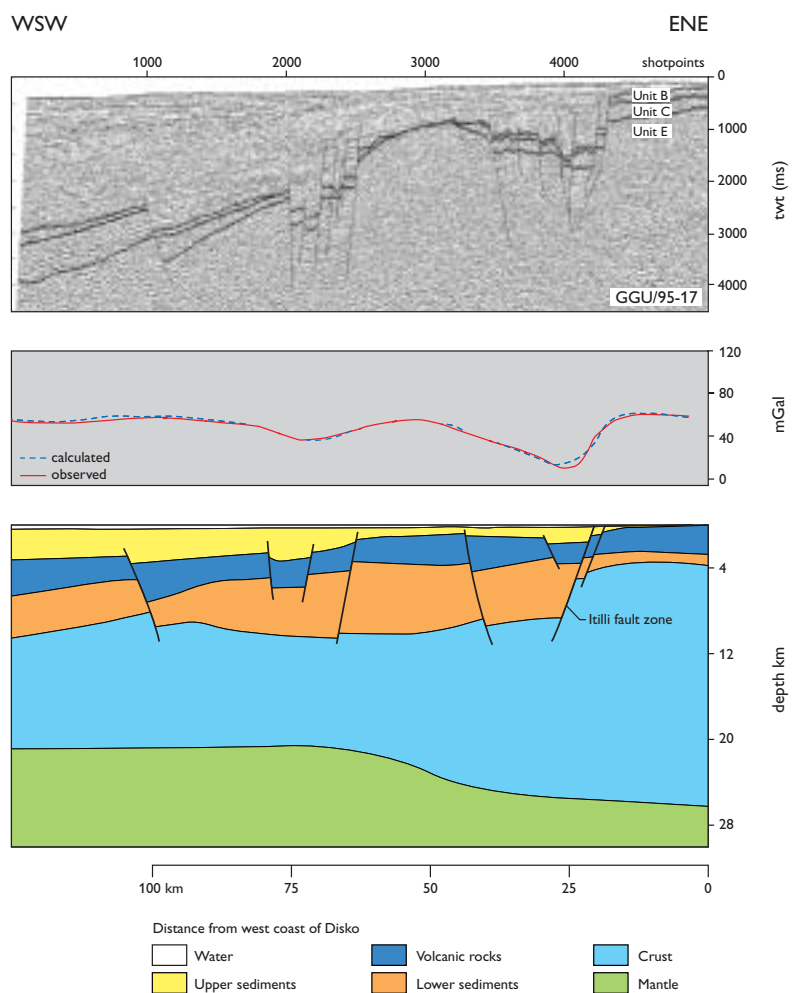 WSW ENE
1000 2000 3000 4000 shotpoints
0
Unit B
Unit C
1000
Unit E
2000
twt (ms)
3000
4000
GGU/95-17
120
80
mGal
40
calculated
observed
0
4
Itilli fault zone
12
depth km
20
28
100 km 75 50 25 0
Distance from west coast of Disko
Water Volcanic rocks Crust
Upper sediments Lower sediments Mantle